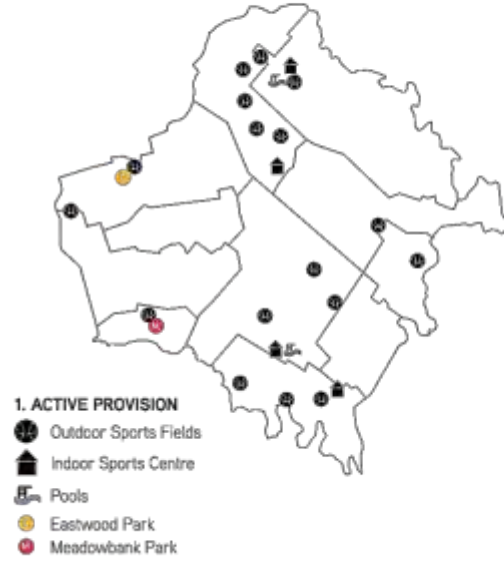 1. ACTIVE PROVISION
Outdoor Sports Fields
Indoor Sports Centre
Pools
Eastwood Park
Meadowbank Park